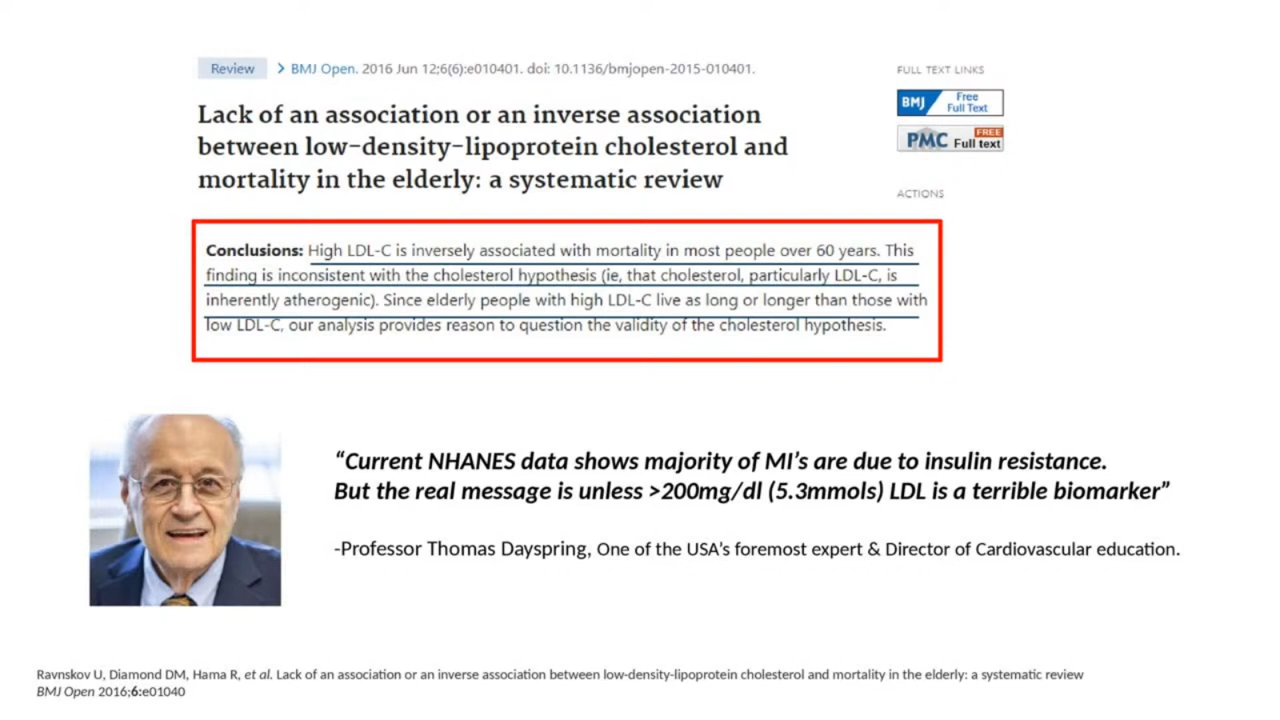 Review > BMJ Open. 2016 Jun 12;6(6):e010401. doi: 10.1136/bmjopen-2015-010401.
Lack of an association or an inverse association
between low-density-lipoprotein cholesterol and
mortality in the elderly: a systematic review
FULL TEXT LINKS
BMJ Free
Full Text
PMC FREE
Full text
ACTIONS
Conclusions: High LDL-C is inversely associated with mortality in most people over 60 years. This
finding is inconsistent with the cholesterol hypothesis (ie, that cholesterol, particularly LDL-C, is
inherently atherogenic). Since elderly people with high LDL-C live as long or longer than those with
low LDL-C, our analysis provides reason to question the validity of the cholesterol hypothesis.
“Current NHANES data shows majority of MI’s are due to insulin resistance.
But the real message is unless >200mg/dl (5.3mmols) LDL is a terrible biomarker”
-Professor Thomas Dayspring, One of the USA’s foremost expert & Director of Cardiovascular education.
Ravnskov U, Diamond DM, Hama R, et al. Lack of an association or an inverse association between low-density-lipoprotein cholesterol and mortality in the elderly: a systematic review
BMJ Open 2016;6:e01040